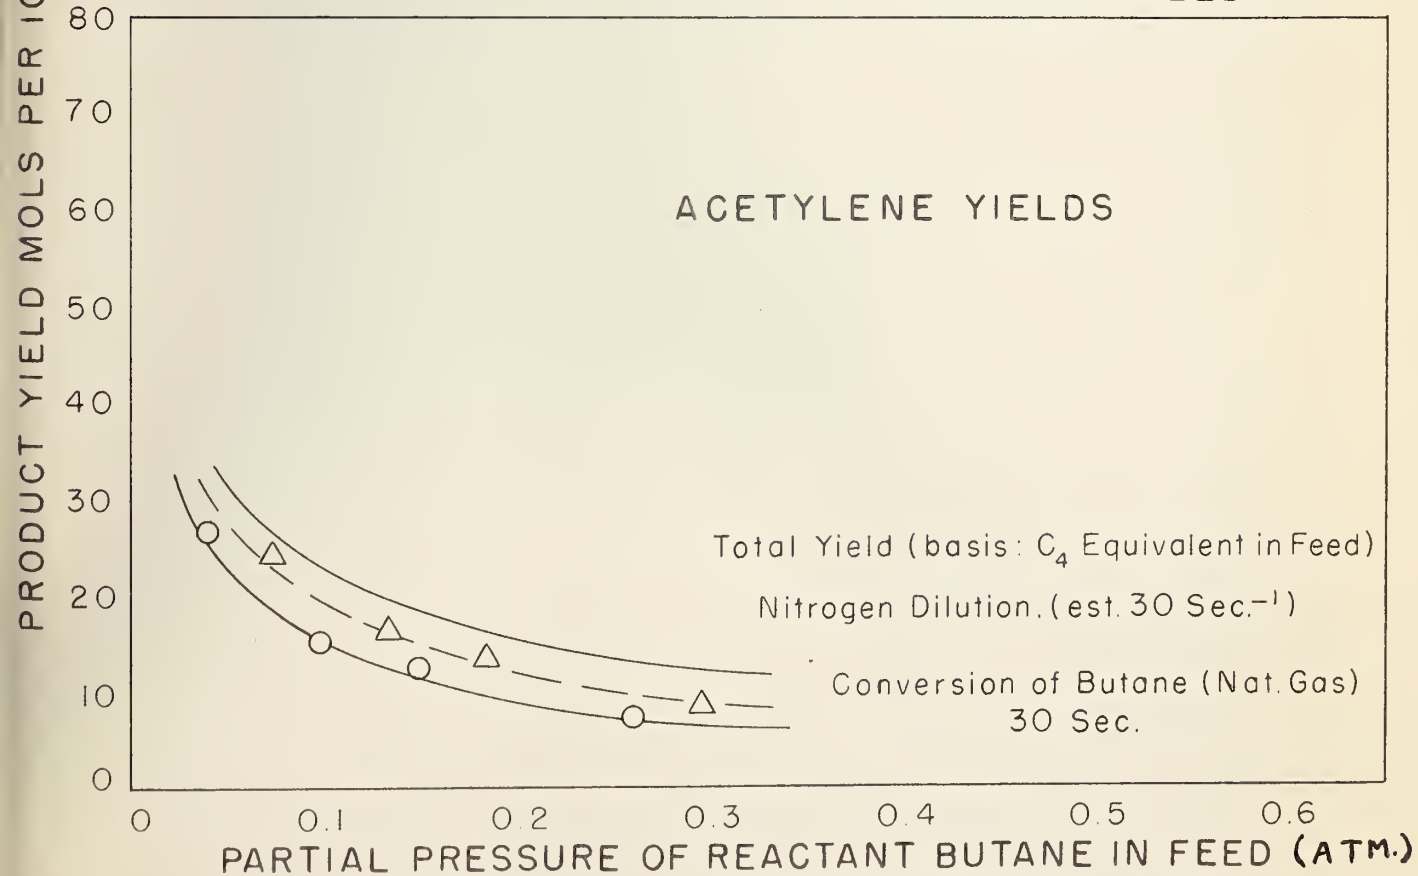 PRODUCT YIELD MOLS PER
80
70
60
50
40
30
20
10
0
ACETYLENE YIELDS
Total Yield (basis: C₄ Equivalent in Feed)
Nitrogen Dilution. (est. 30 Sec.⁻¹)
Conversion of Butane (Nat. Gas)
30 Sec.
0 0.1 0.2 0.3 0.4 0.5 0.6
PARTIAL PRESSURE OF REACTANT BUTANE IN FEED (ATM.)